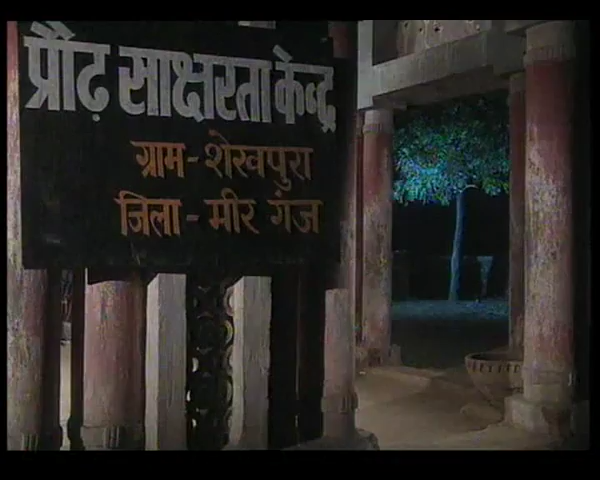 प्रौढ़ साक्षरता केन्द्र
ग्राम - शेखपुरा
जिला - मीर गंज